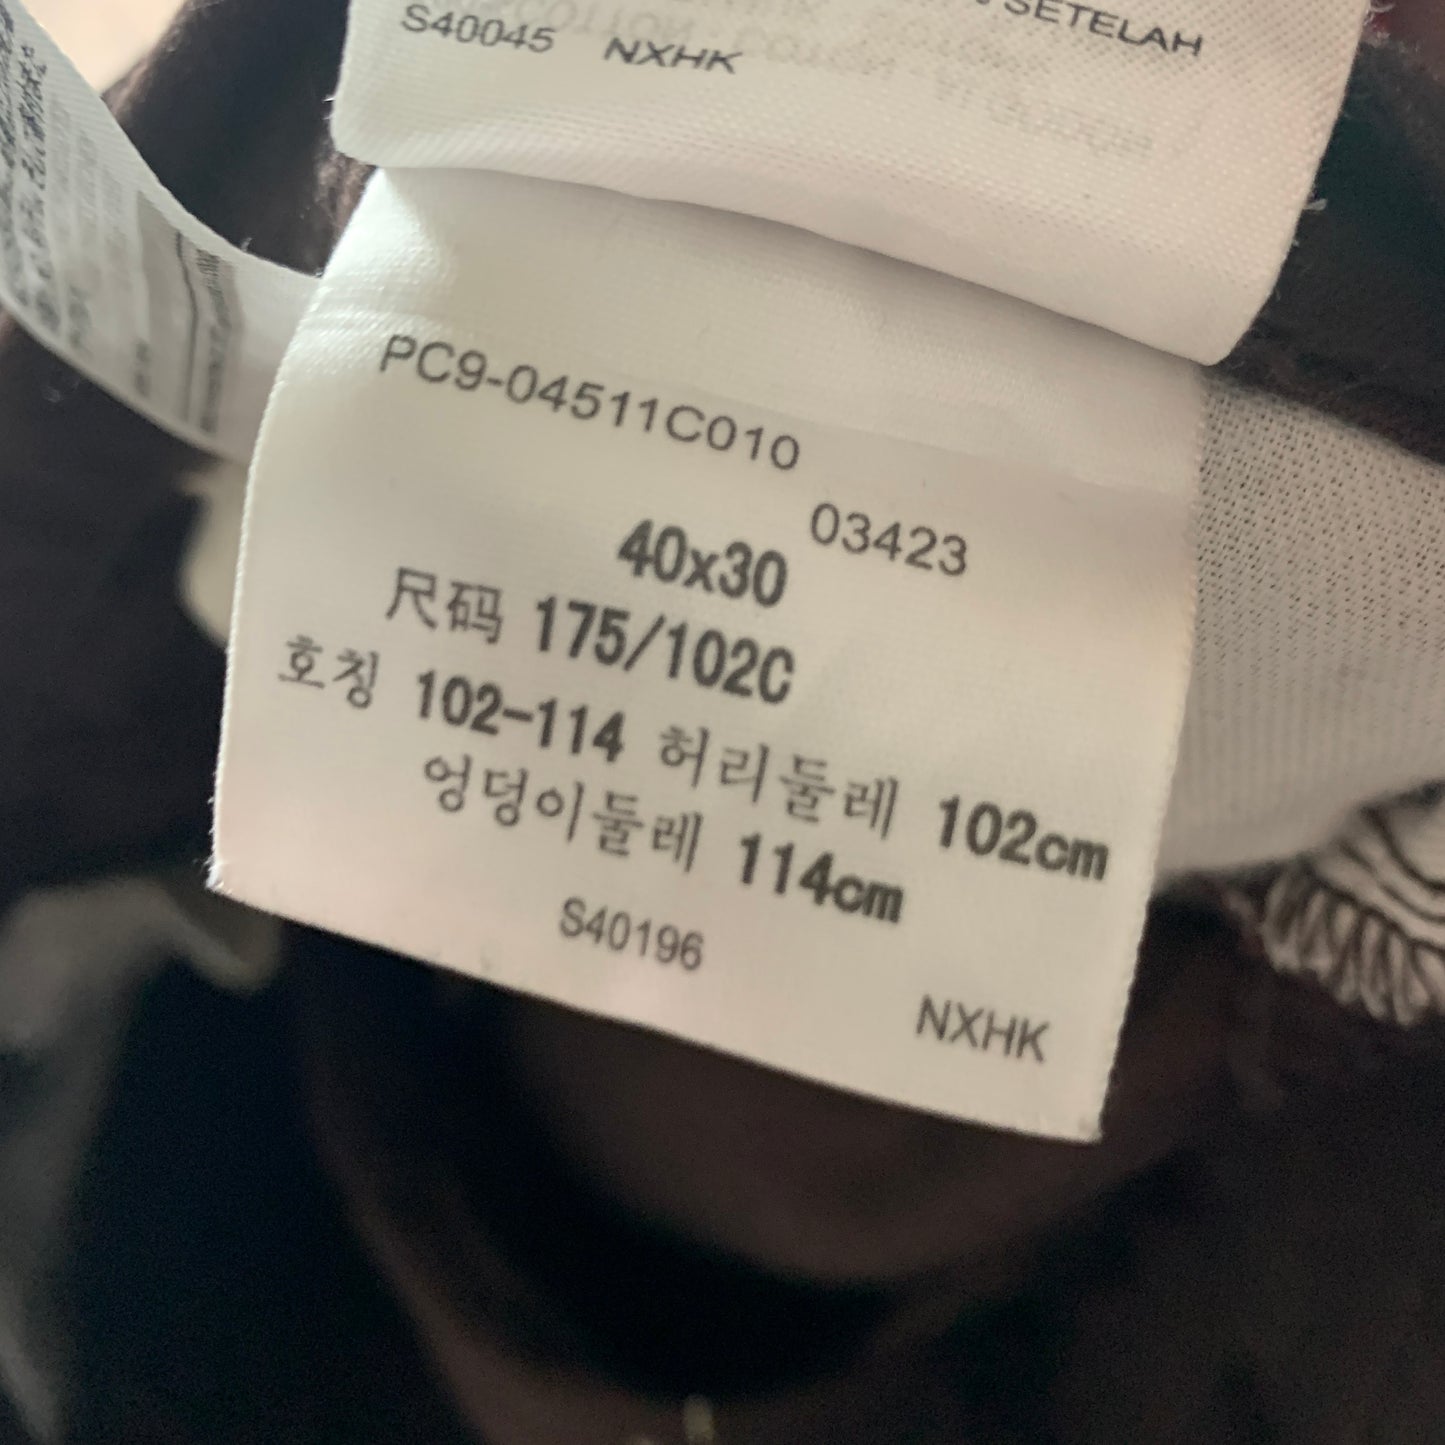 SETELAH
S40045 NXHK
PC9-04511C010
03423
40x30
尺码 175/102C
호칭 102-114 허리둘레 102cm
엉덩이둘레 114cm
S40196
NXHK